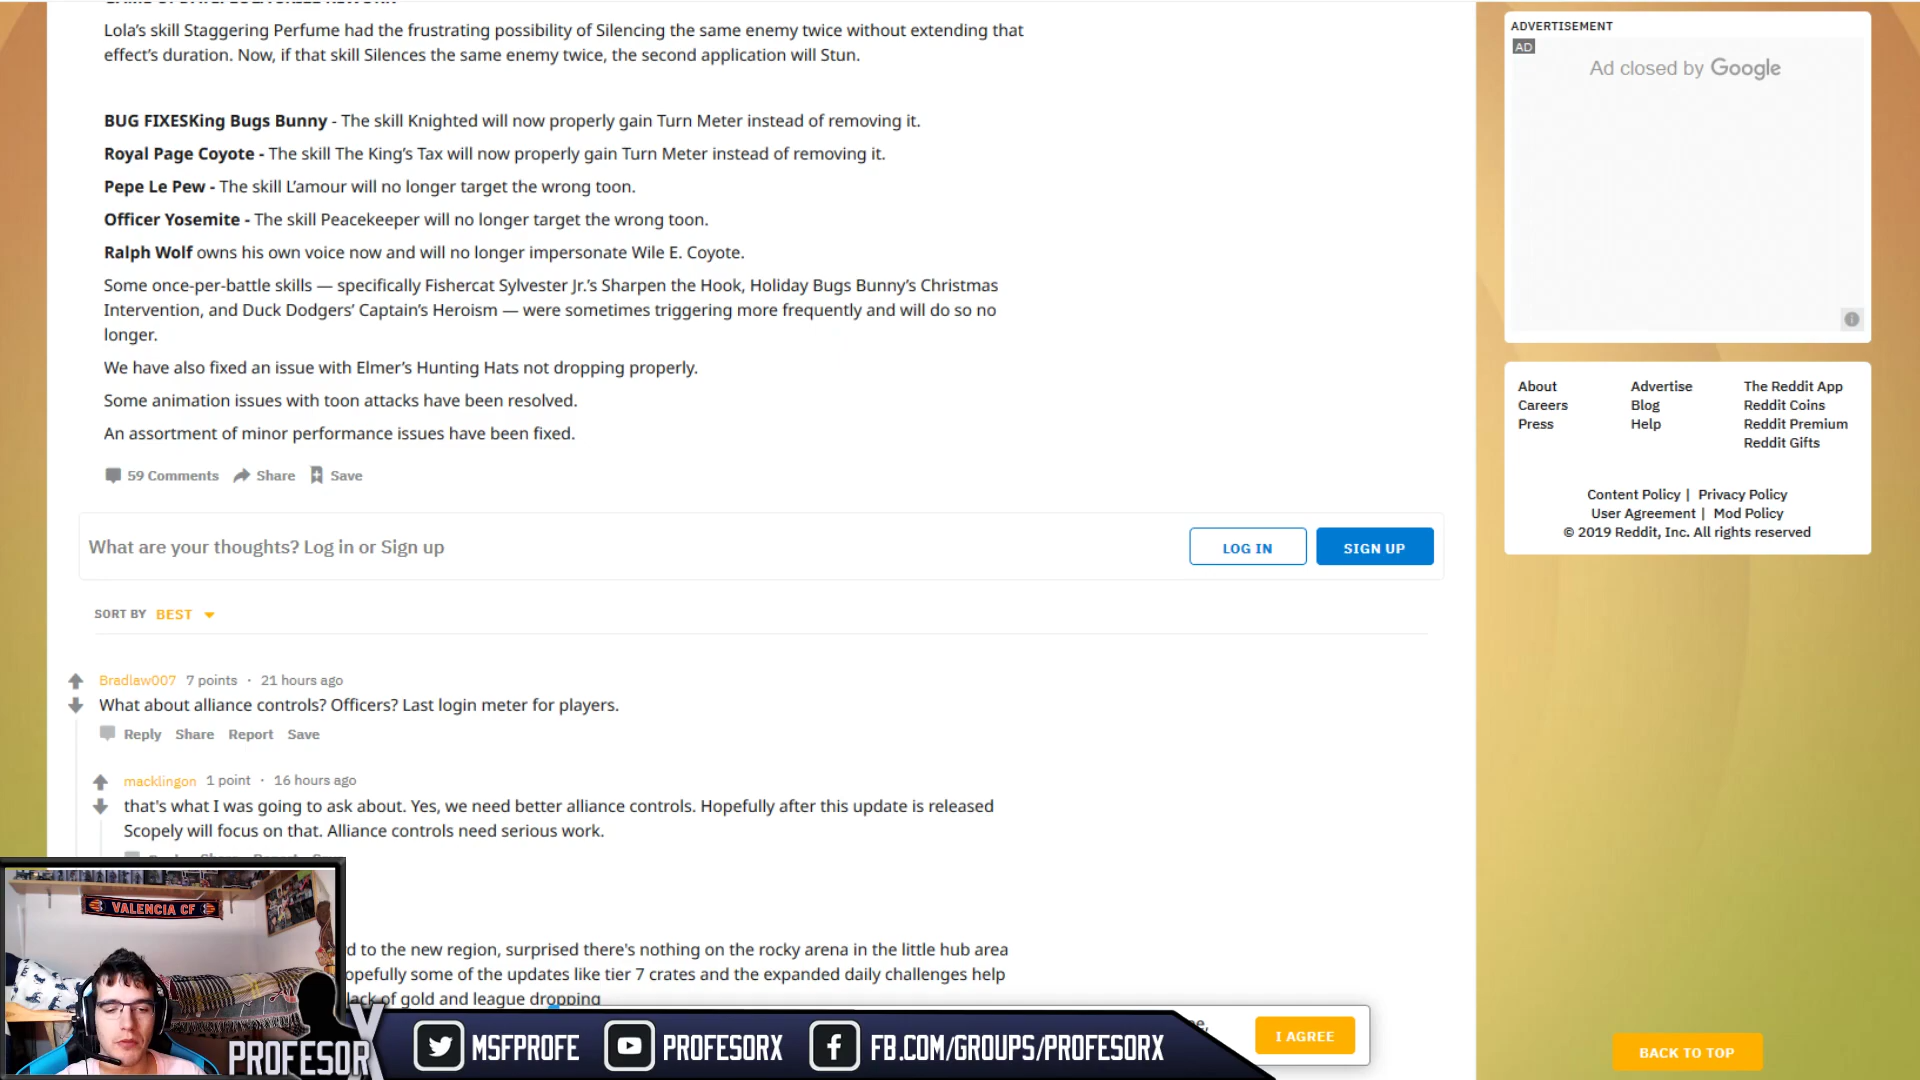 Lola's skill Staggering Perfume had the frustrating possibility of Silencing the same enemy twice without extending that
effect's duration. Now, if that skill Silences the same enemy twice, the second application will Stun.
BUG FIXESKing Bugs Bunny - The skill Knighted will now properly gain Turn Meter instead of removing it.
Royal Page Coyote - The skill The King's Tax will now properly gain Turn Meter instead of removing it.
Pepe Le Pew - The skill L'amour will no longer target the wrong toon.
Officer Yosemite - The skill Peacekeeper will no longer target the wrong toon.
Ralph Wolf owns his own voice now and will no longer impersonate Wile E. Coyote.
Some once-per-battle skills — specifically Fishercat Sylvester Jr.'s Sharpen the Hook, Holiday Bugs Bunny's Christmas
Intervention, and Duck Dodgers' Captain's Heroism — were sometimes triggering more frequently and will do so no
longer.
We have also fixed an issue with Elmer's Hunting Hats not dropping properly.
Some animation issues with toon attacks have been resolved.
An assortment of minor performance issues have been fixed.
59 Comments Share Save
What are your thoughts? Log in or Sign up
LOG IN
SIGN UP
SORT BY BEST
Bradlaw007 7 points · 21 hours ago
What about alliance controls? Officers? Last login meter for players.
Reply Share Report Save
macklingon 1 point · 16 hours ago
that's what I was going to ask about. Yes, we need better alliance controls. Hopefully after this update is released
Scopely will focus on that. Alliance controls need serious work.
d to the new region, surprised there's nothing on the rocky arena in the little hub area
opefully some of the updates like tier 7 crates and the expanded daily challenges help
lack of gold and league dropping
I AGREE
VALENCIA CF
PROFESORX
MSFPROFE
PROFESORX
FB.COM/GROUPS/PROFESORX
ADVERTISEMENT
AD
Ad closed by Google
About Advertise The Reddit App
Careers Blog Reddit Coins
Press Help Reddit Premium
Reddit Gifts
Content Policy | Privacy Policy
User Agreement | Mod Policy
© 2019 Reddit, Inc. All rights reserved
BACK TO TOP